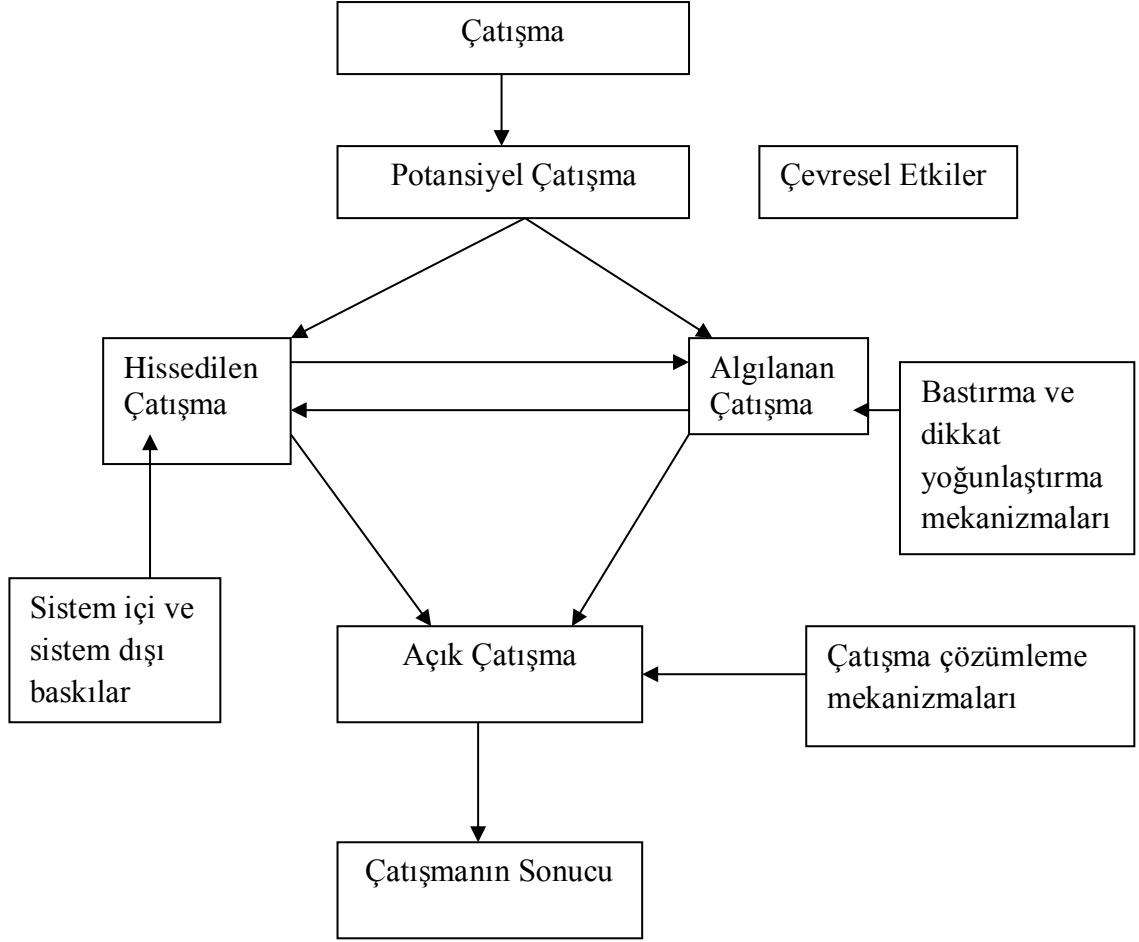 Çatışma
Potansiyel Çatışma
Çevresel Etkiler
Hissedilen
Çatışma
Algılanan
Çatışma
Bastırma ve
dikkat
yoğunlaştırma
mekanizmaları
Sistem içi ve
sistem dışı
baskılar
Açık Çatışma
Çatışma çözümleme
mekanizmaları
Çatışmanın Sonucu